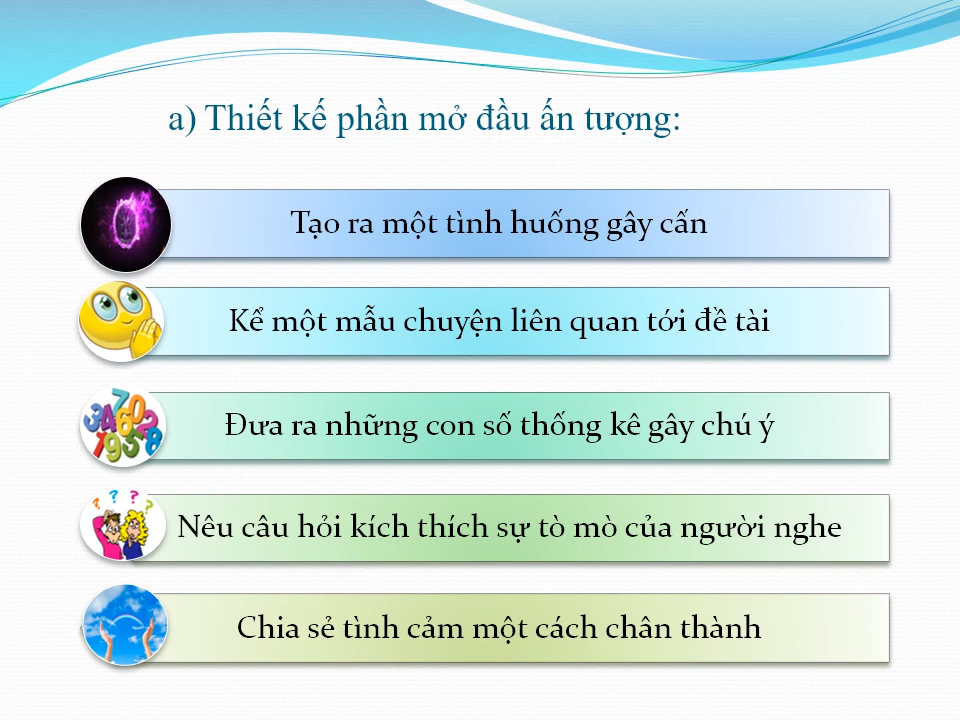 a) Thiết kế phần mở đầu ấn tượng:
Tạo ra một tình huống gây cấn
Kể một mẫu chuyện liên quan tới đề tài
Đưa ra những con số thống kê gây chú ý
Nêu câu hỏi kích thích sự tò mò của người nghe
Chia sẻ tình cảm một cách chân thành